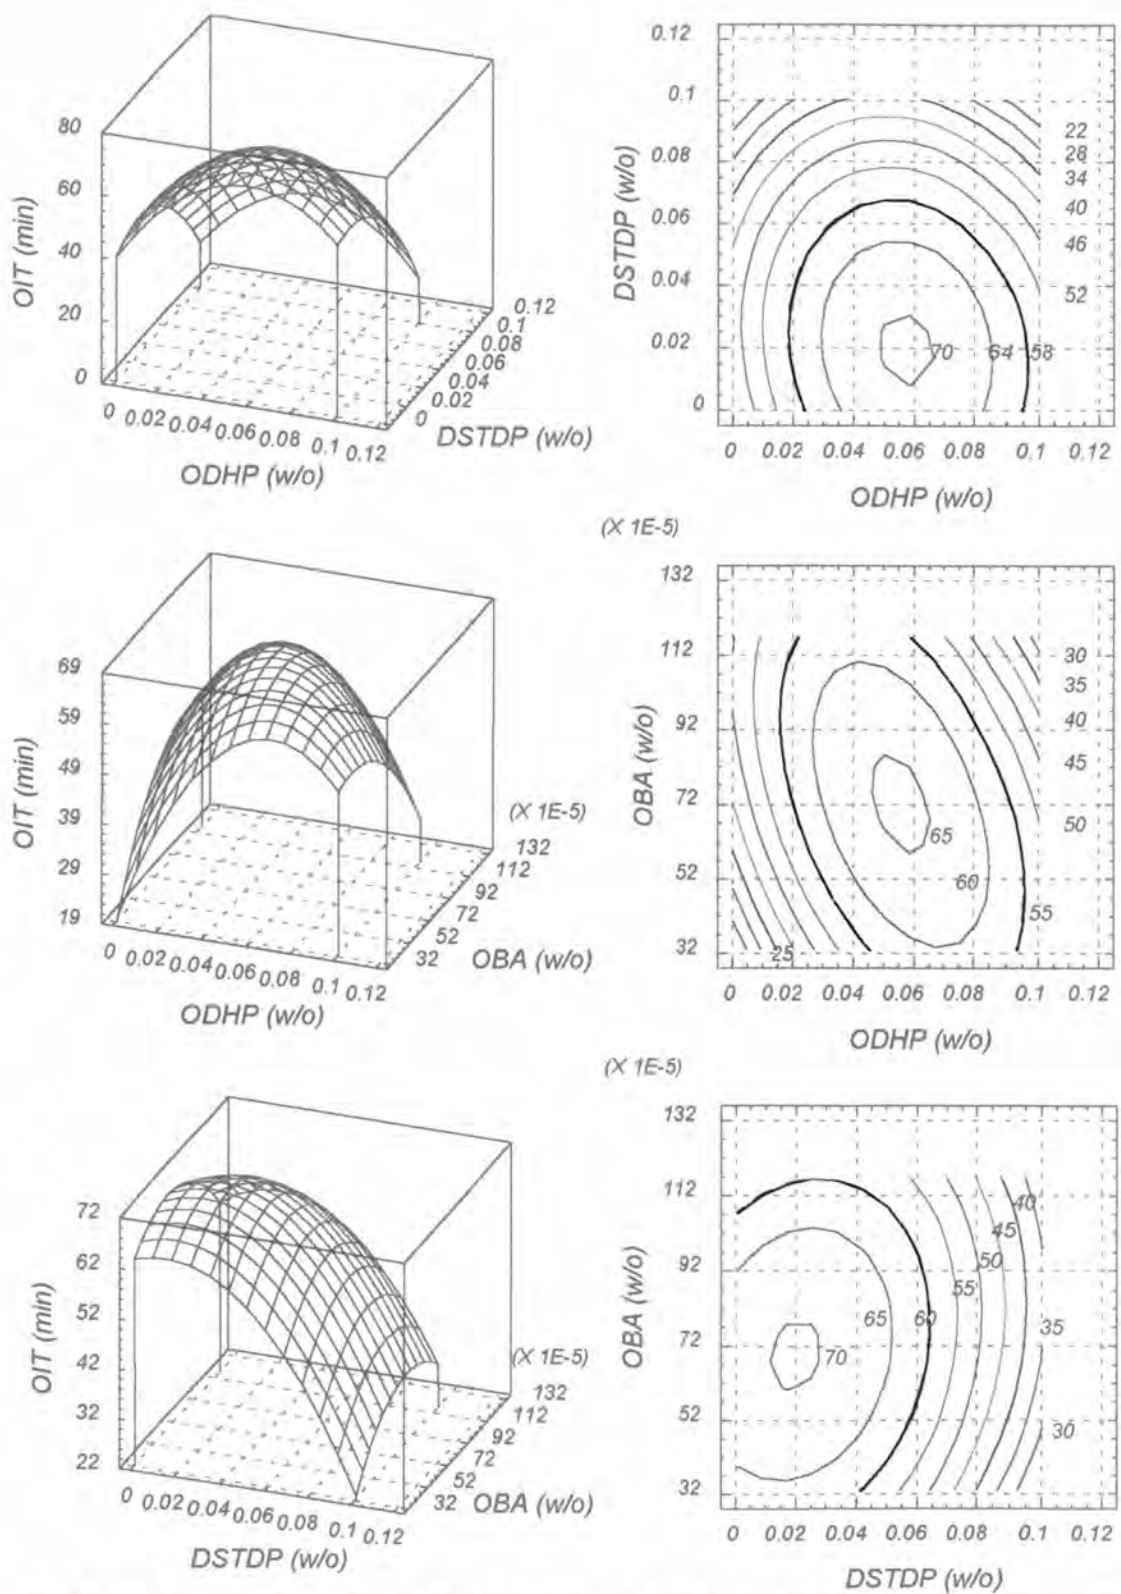 80
60
40
20
0
OIT (min)
0 0.02 0.04 0.06 0.08 0.1 0.12
ODHP (w/o)
0 0.02 0.04 0.06 0.08 0.1 0.12
DSTDP (w/o)
0.12
0.1
0.08
0.06
0.04
0.02
0
DSTDP (w/o)
22
28
34
40
46
52
70 64 58
0 0.02 0.04 0.06 0.08 0.1 0.12
ODHP (w/o)
69
59
49
39
29
19
OIT (min)
0 0.02 0.04 0.06 0.08 0.1 0.12
ODHP (w/o)
(X 1E-5)
32 52 72 92 112 132
OBA (w/o)
(X 1E-5)
132
112
92
72
52
32
OBA (w/o)
30
35
40
45
50
65
60
55
25
0 0.02 0.04 0.06 0.08 0.1 0.12
ODHP (w/o)
72
62
52
42
32
22
OIT (min)
0 0.02 0.04 0.06 0.08 0.1 0.12
DSTDP (w/o)
(X 1E-5)
32 52 72 92 112 132
OBA (w/o)
(X 1E-5)
132
112
92
72
52
32
OBA (w/o)
40
45
50
55
65 60
35
70
30
0 0.02 0.04 0.06 0.08 0.1 0.12
DSTDP (w/o)